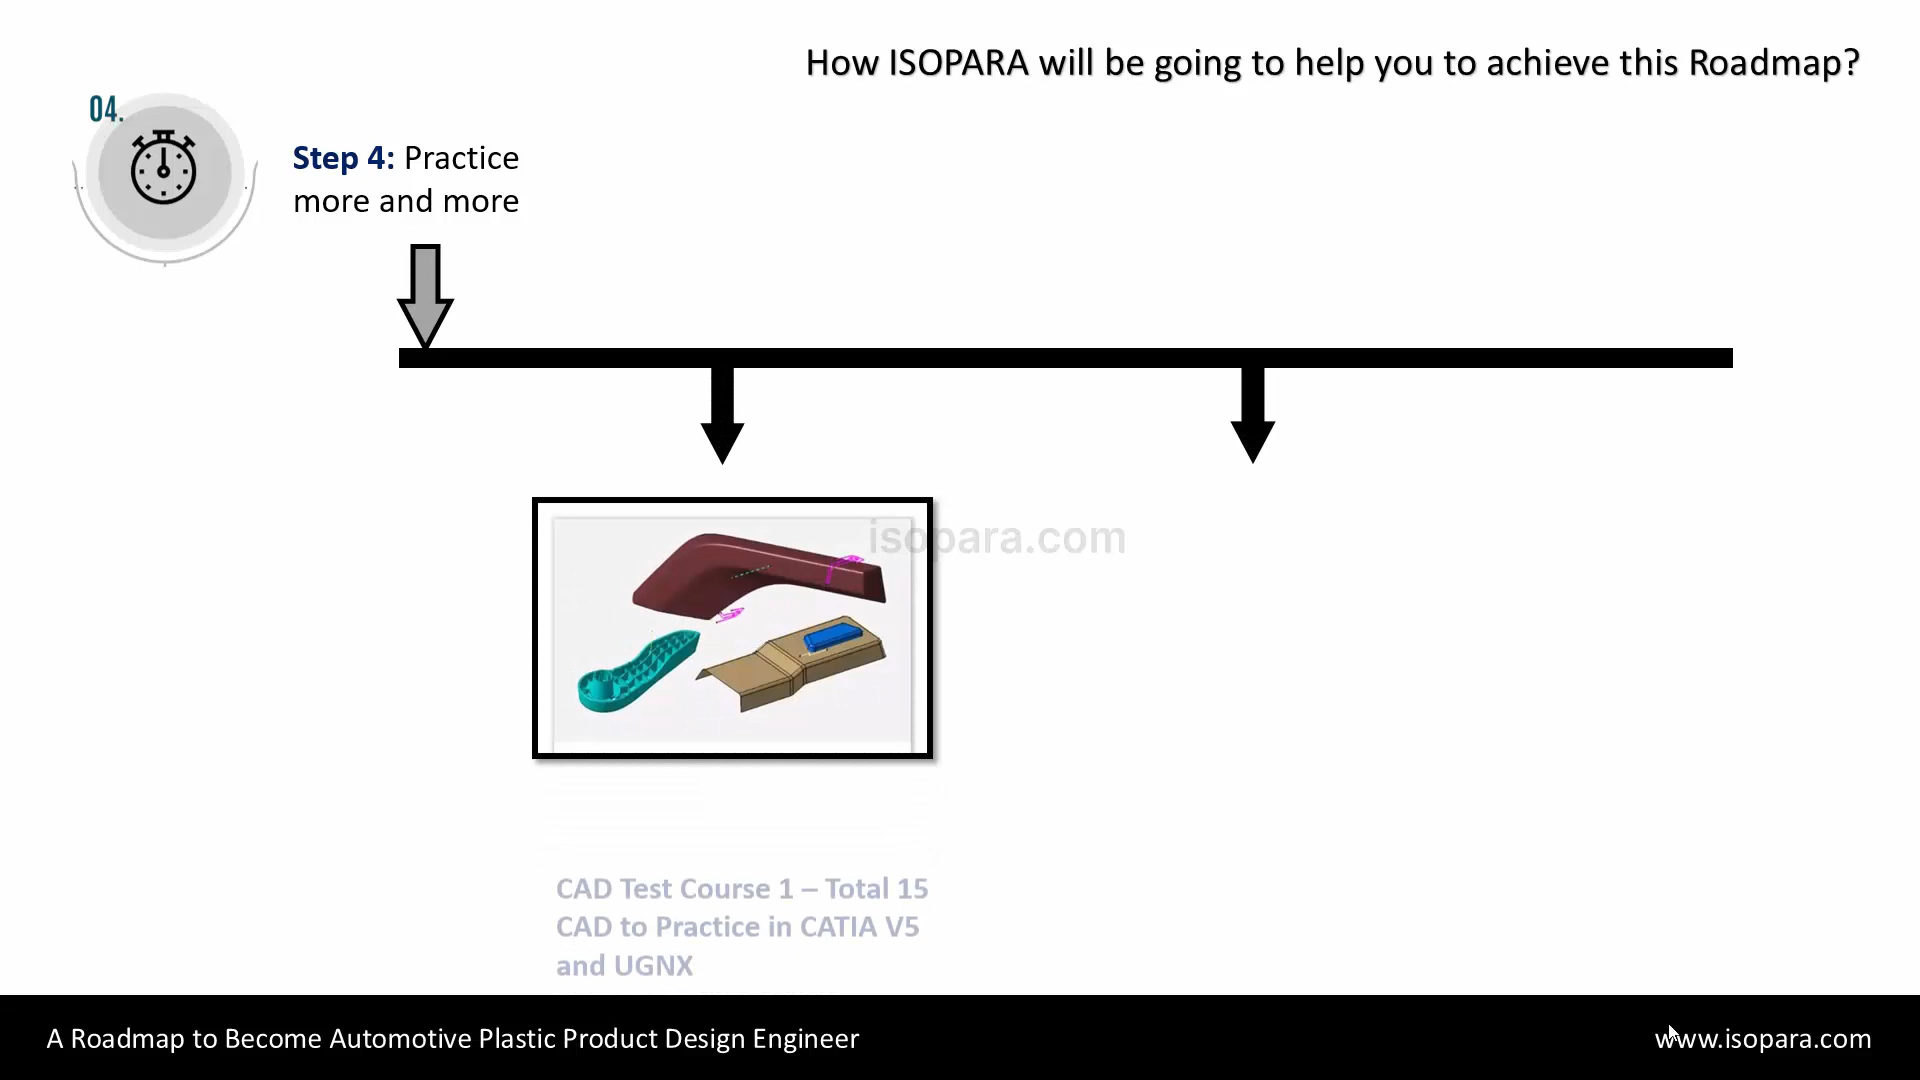 How ISOPARA will be going to help you to achieve this Roadmap?
04.
Step 4: Practice
more and more
isopara.com
CAD Test Course 1 – Total 15
CAD to Practice in CATIA V5
and UGNX
A Roadmap to Become Automotive Plastic Product Design Engineer
www.isopara.com